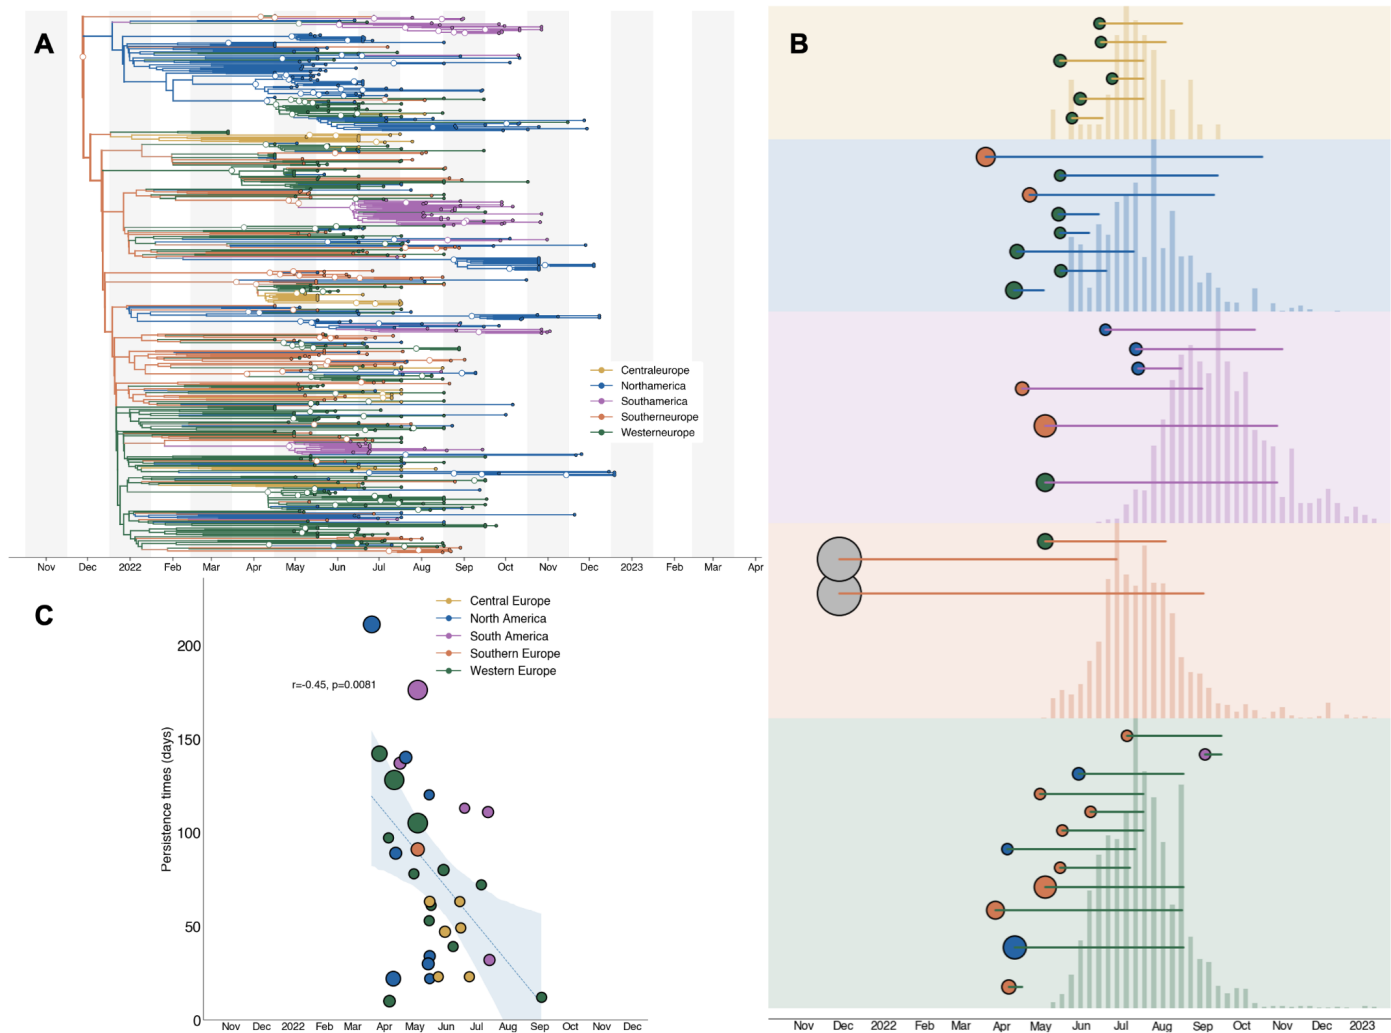 A
Centraleurope
Northamerica
Southamerica
Southerneurope
Westerneurope
Nov Dec 2022 Feb Mar Apr May Jun Jul Aug Sep Oct Nov Dec 2023 Feb Mar Apr
B
Nov Dec 2022 Feb Mar Apr May Jun Jul Aug Sep Oct Nov Dec 2023
C
Central Europe
North America
South America
Southern Europe
Western Europe
r=-0.45, p=0.0081
Persistence times (days)
200
150
100
50
0
Nov Dec 2022 Feb Mar Apr May Jun Jul Aug Sep Oct Nov Dec